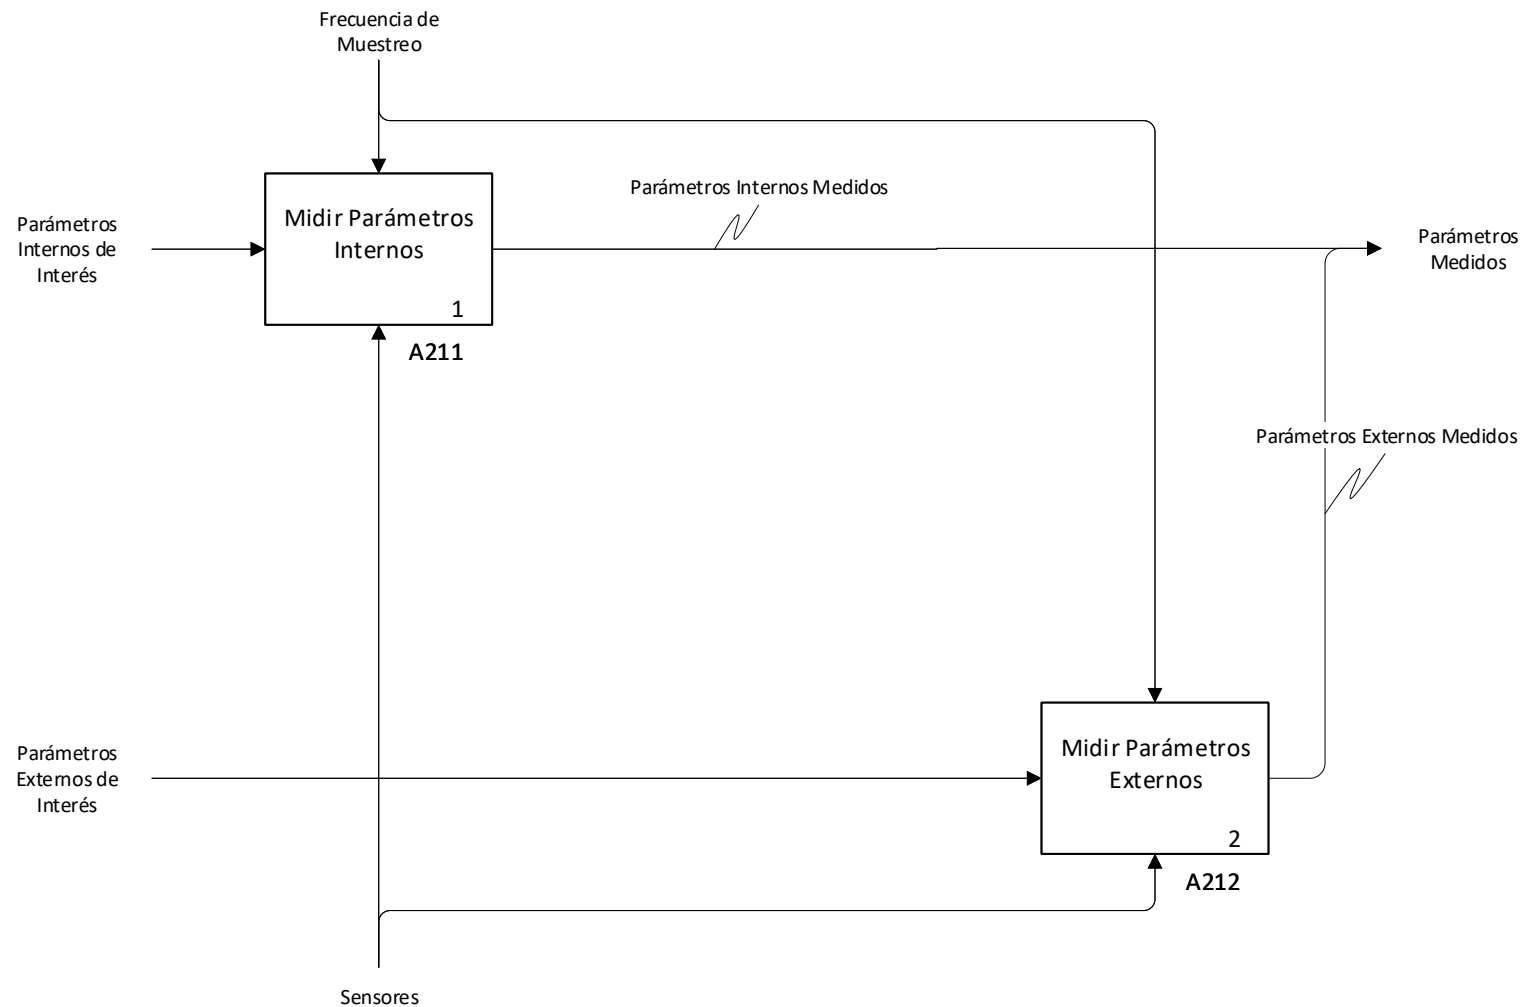 Frecuencia de
Muestreo
Parámetros Internos Medidos
Parámetros
Internos de
Interés
Midir Parámetros
Internos
1
A211
Parámetros
Medidos
Parámetros Externos Medidos
Parámetros
Externos de
Interés
Midir Parámetros
Externos
2
A212
Sensores